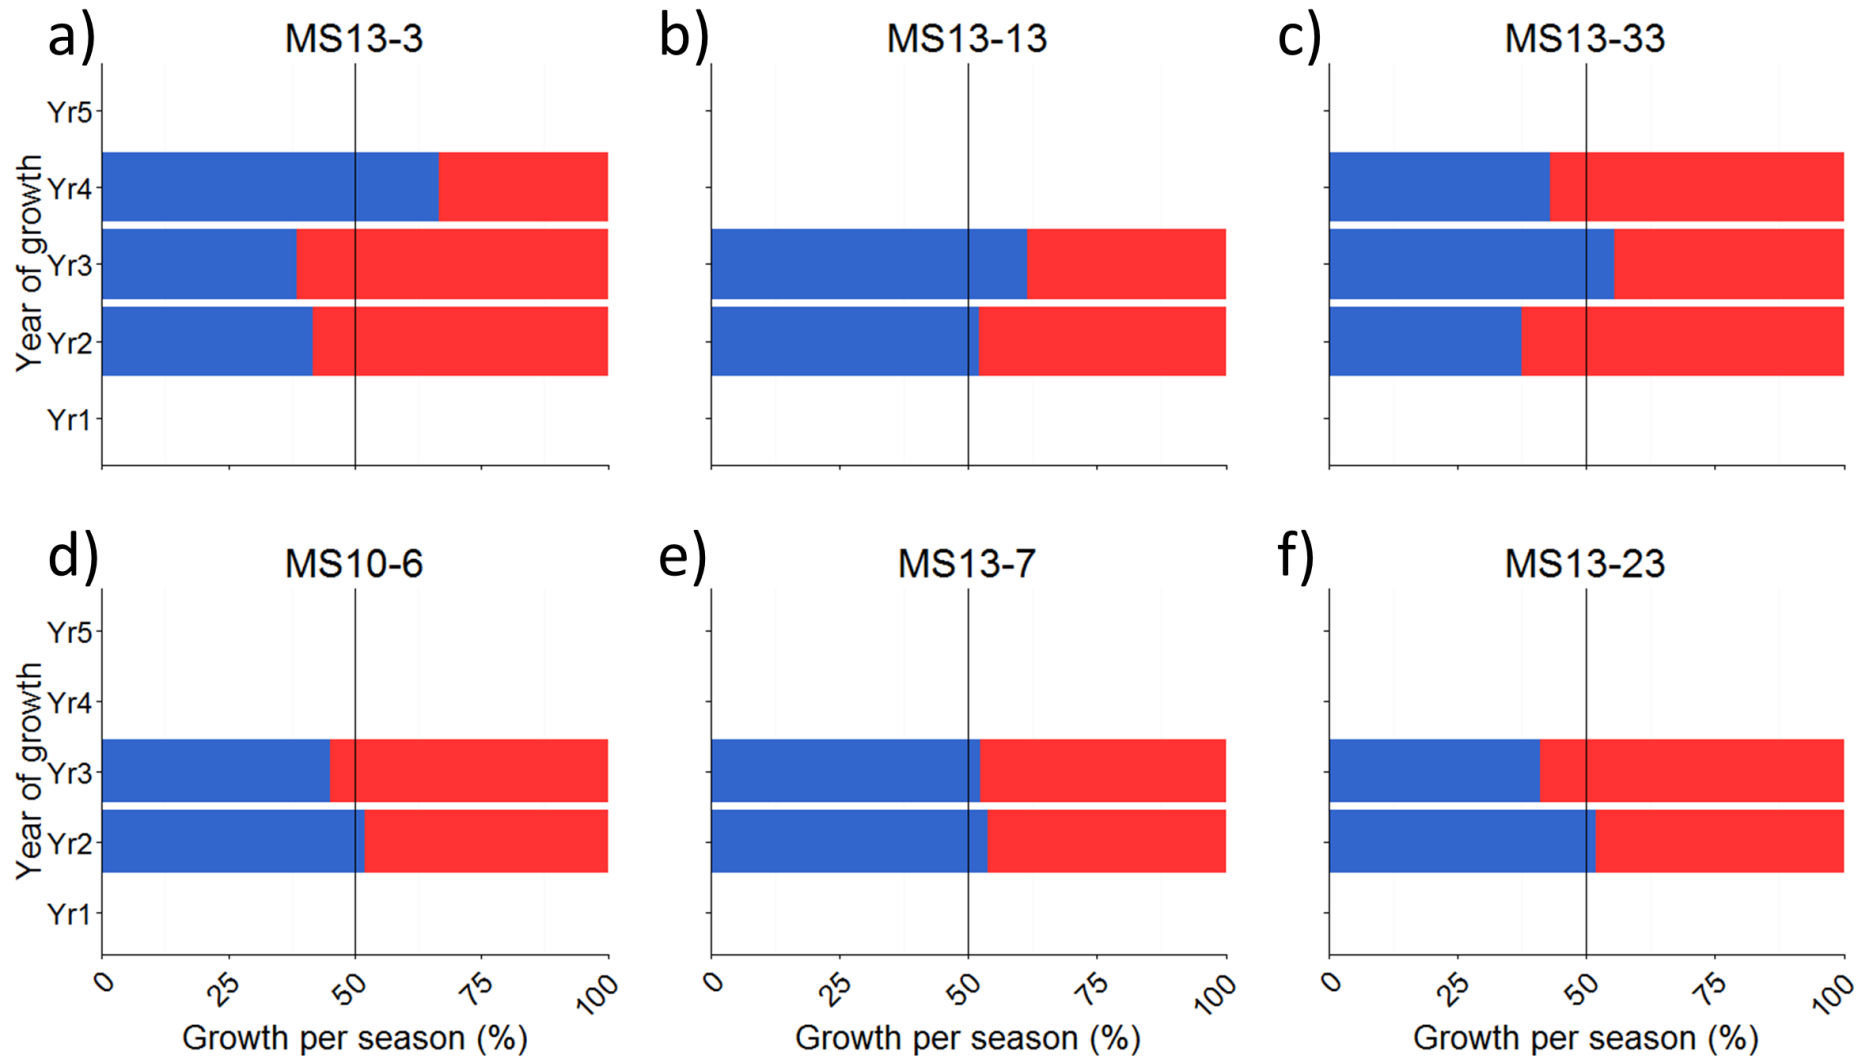 a) MS13-3
b) MS13-13
c) MS13-33
Year of growth
Yr5
Yr4
Yr3
Yr2
Yr1
d) MS10-6
e) MS13-7
f) MS13-23
Year of growth
Yr5
Yr4
Yr3
Yr2
Yr1
0 25 50 75 100
0 25 50 75 100
0 25 50 75 100
Growth per season (%)
Growth per season (%)
Growth per season (%)